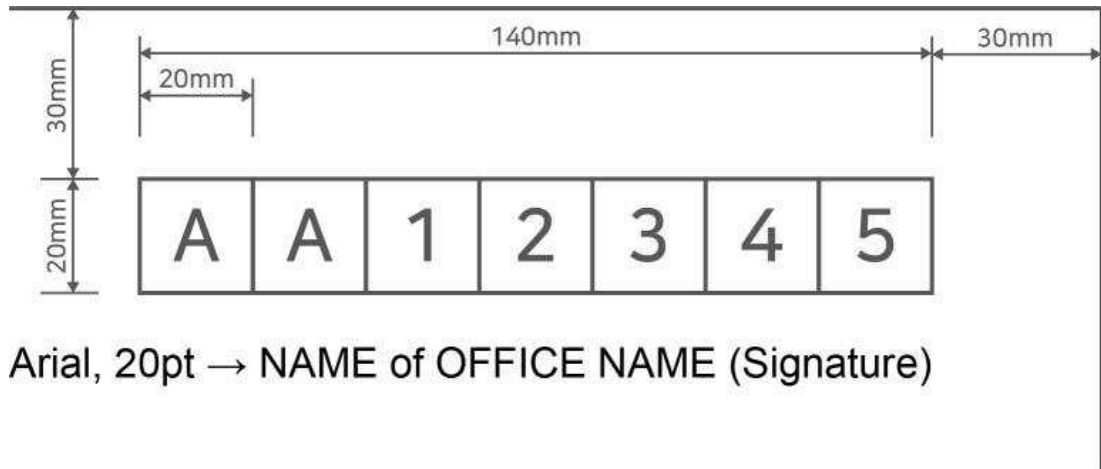 140mm
30mm
20mm
30mm
20mm
A A 1 2 3 4 5
Arial, 20pt → NAME of OFFICE NAME (Signature)